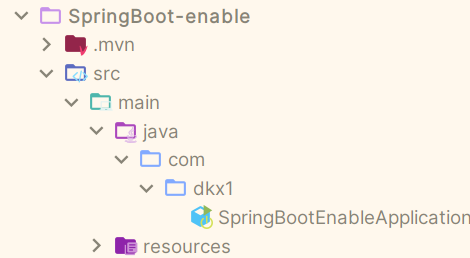 SpringBoot-enable
.mvn
src
main
java
com
dkx1
SpringBootEnableApplication
resources